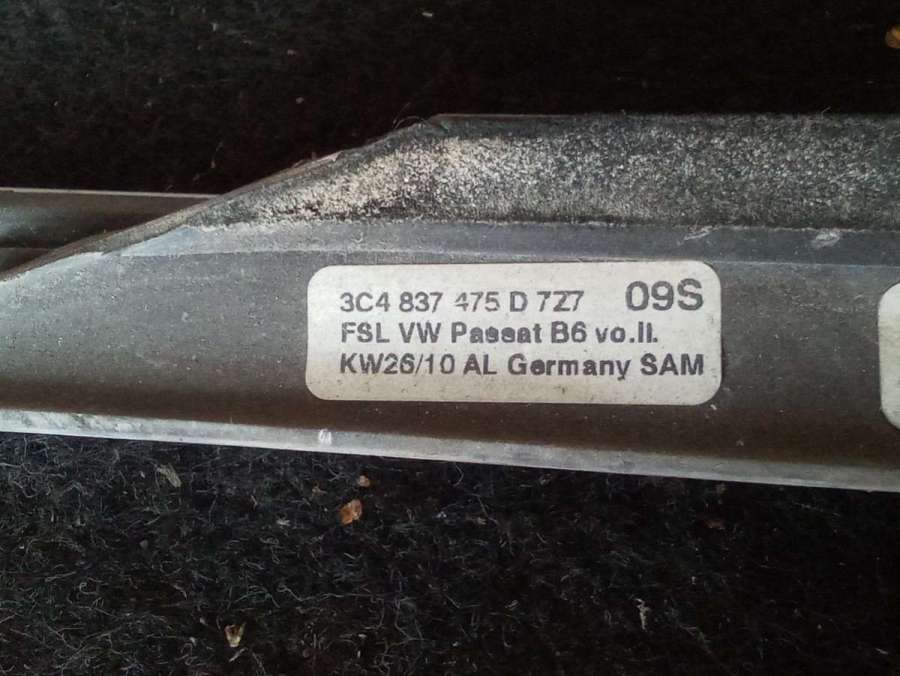 3C4 837 475 D 7Z7 09S
FSL VW Passat B6 vo.li.
KW26/10 AL Germany SAM